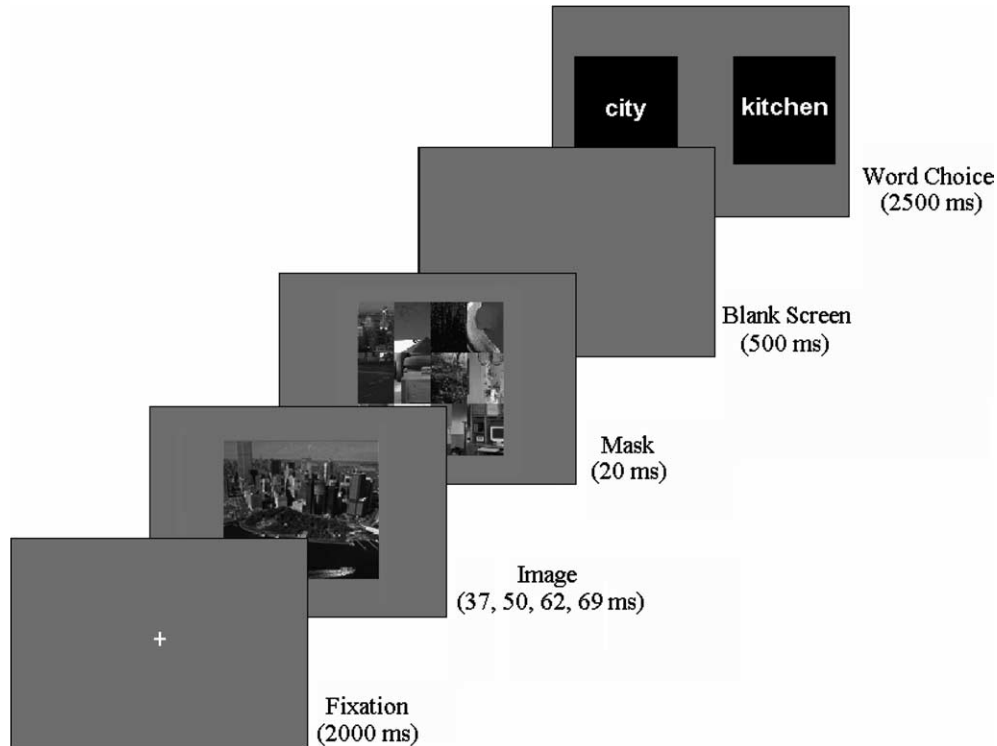 city kitchen
Word Choice
(2500 ms)
Blank Screen
(500 ms)
Mask
(20 ms)
Image
(37, 50, 62, 69 ms)
Fixation
(2000 ms)